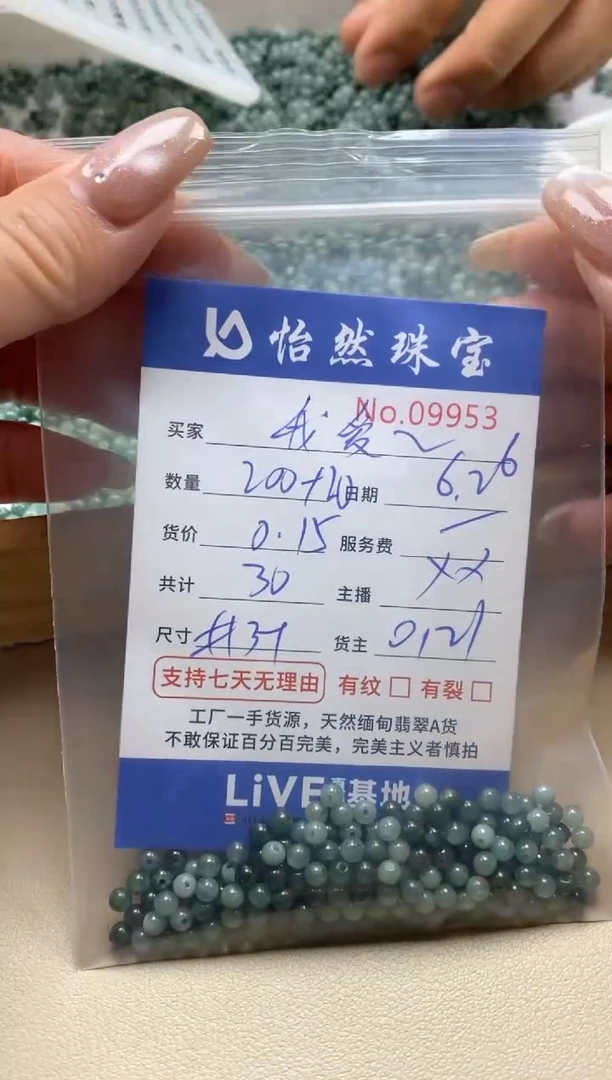 怡然珠宝
No.09953
买家 我爱~
数量 200+20 日期 6.26
货价 0.15 服务费 —
共计 30 主播 XX
尺寸 #31 货主
支持七天无理由 有纹 有裂
工厂一手货源，天然缅甸翡翠A货
不敢保证百分百完美，完美主义者慎拍
LiVE 基地